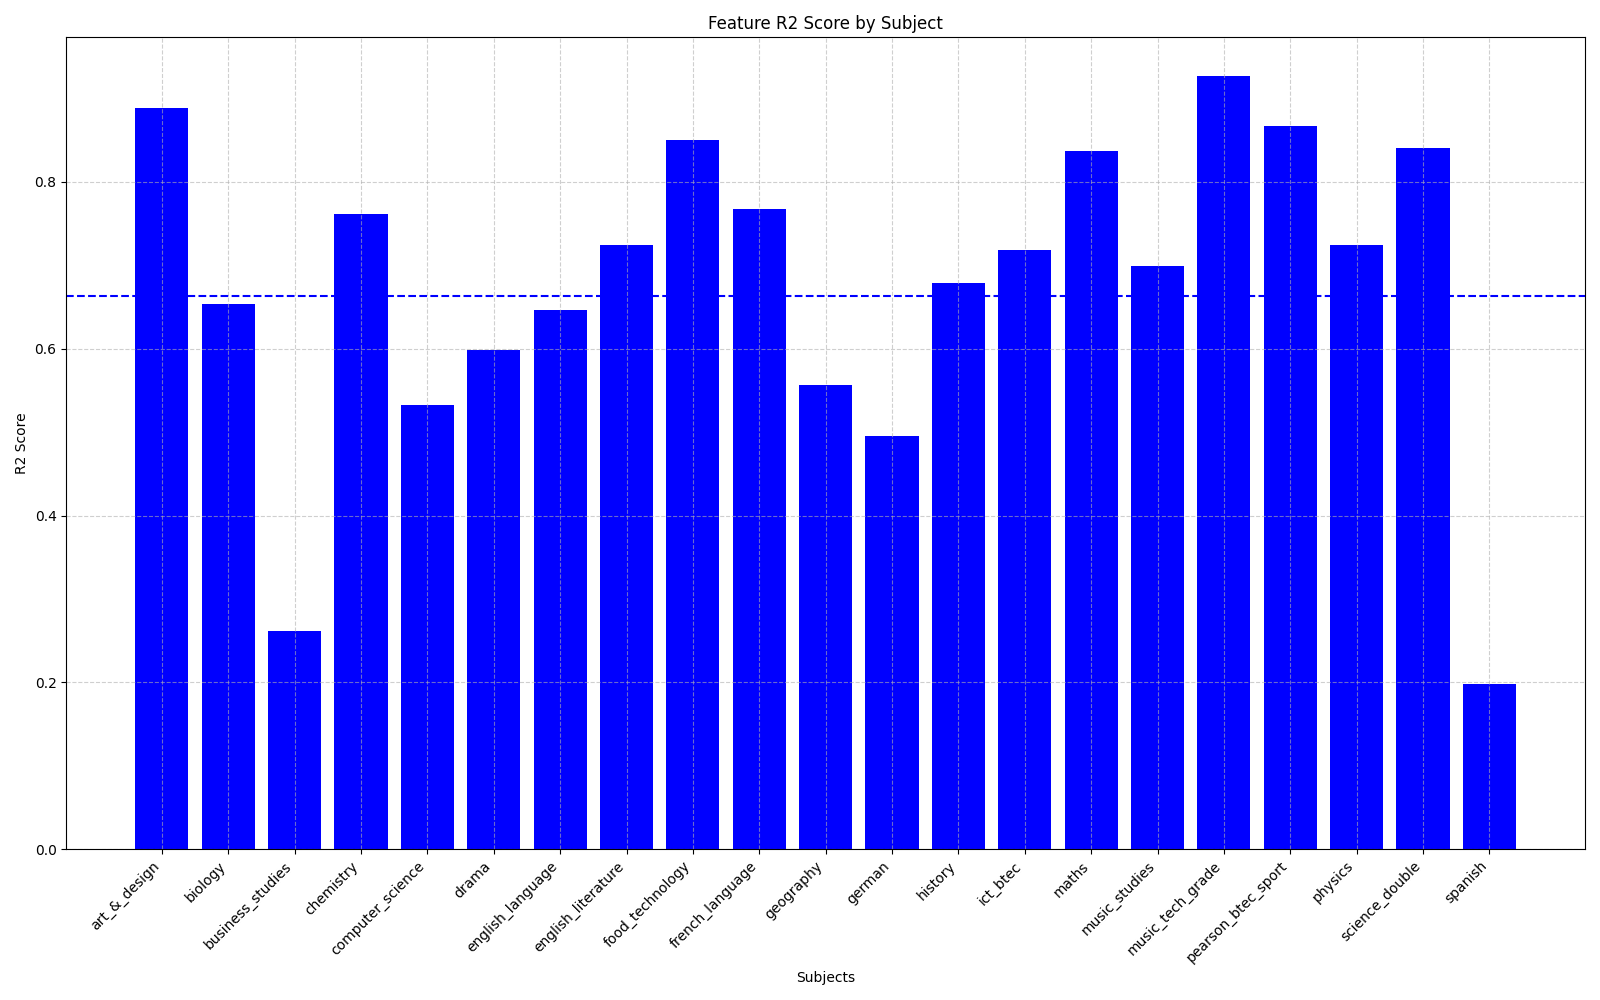 Feature R2 Score by Subject
R2 Score
0.8
0.6
0.4
0.2
0.0
art_&_design
biology
business_studies
chemistry
computer_science
drama
english_language
english_literature
food_technology
french_language
geography
german
history
ict_btec
maths
music_studies
music_tech_grade
pearson_btec_sport
physics
science_double
spanish
Subjects